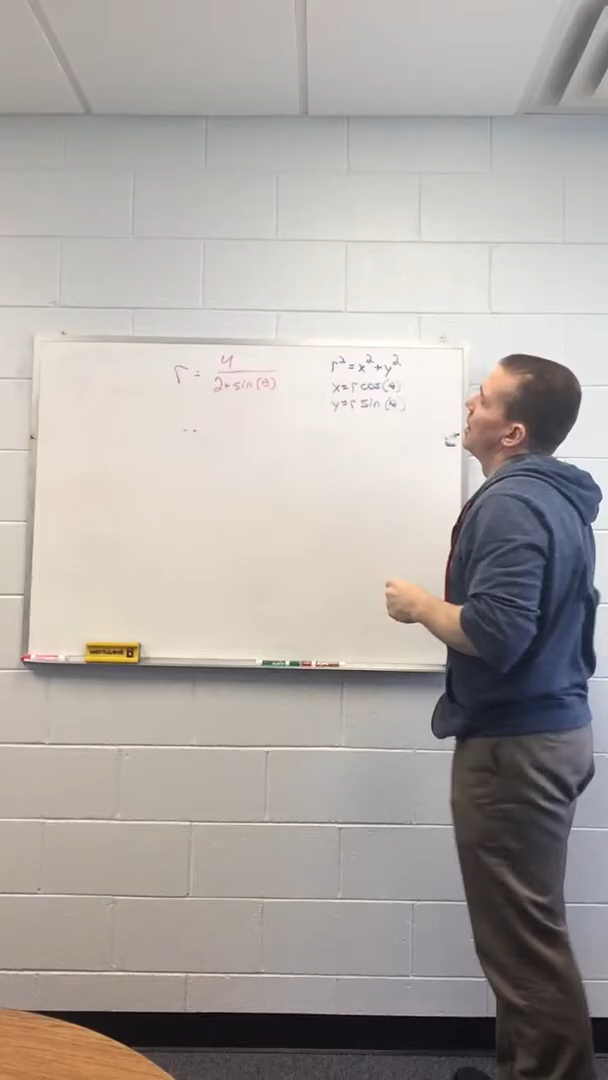 r = 4 / 2+sin(θ)
r² = x² + y²
x = r cos(θ)
y = r sin(θ)